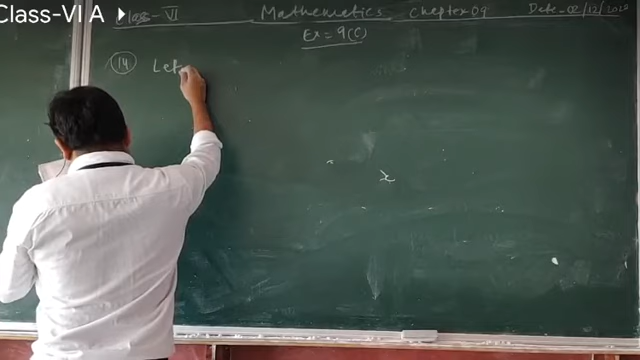 Class-VI A
Class - VI Mathematics Chapter 09 Date - 02/12/2020
Ex = 9(C)
14 Let
x